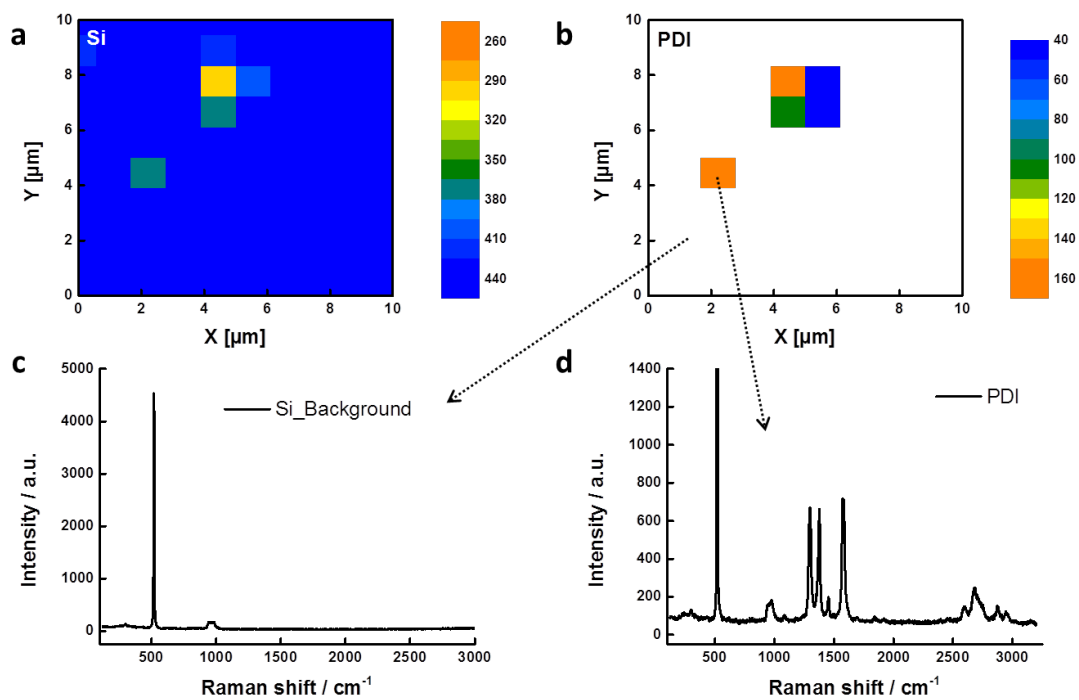 a
Si
10
8
6
4
2
0
Y [µm]
0 2 4 6 8 10
X [µm]
260
290
320
350
380
410
440
b
PDI
10
8
6
4
2
0
Y [µm]
0 2 4 6 8 10
X [µm]
40
60
80
100
120
140
160
c
5000
4000
3000
2000
1000
0
Intensity / a.u.
Si_Background
500 1000 1500 2000 2500 3000
Raman shift / cm⁻¹
d
1400
1200
1000
800
600
400
200
0
Intensity / a.u.
PDI
500 1000 1500 2000 2500 3000
Raman shift / cm⁻¹